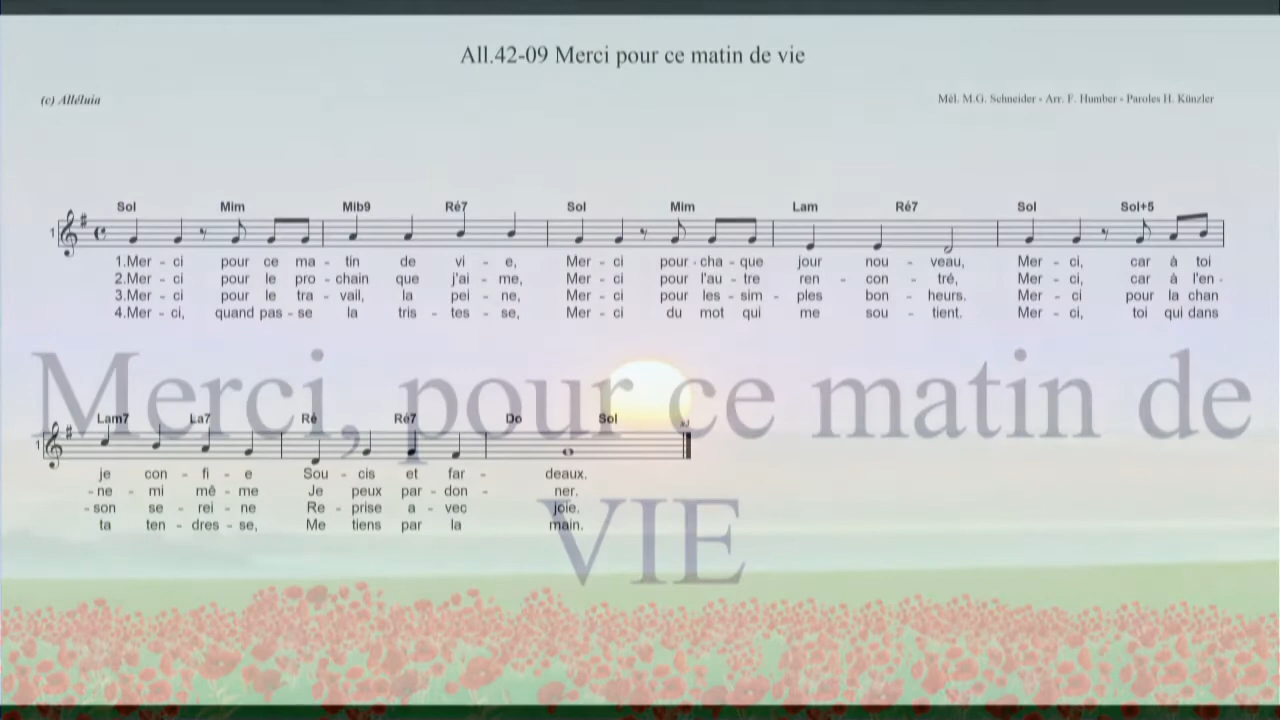 All.42-09 Merci pour ce matin de vie
(c) Alléluia
Mél. M.G. Schneider - Arr. F. Humber - Paroles H. Künzler
Sol Mim Mib9 Ré7 Sol Mim Lam Ré7 Sol Sol+5
1
1.Mer - ci pour ce ma - tin de vi - e, Mer - ci pour - cha - que jour nou - veau, Mer - ci, car à toi
2.Mer - ci pour le pro - chain que j'ai - me, Mer - ci pour l'au - tre ren - con - tré, Mer - ci, car à l'en -
3.Mer - ci pour le tra - vail, la pei - ne, Mer - ci pour les - sim - ples bon - heurs. Mer - ci pour la chan
4.Mer - ci, quand pas - se la tris - tes - se, Mer - ci du mot qui me sou - tient. Mer - ci, toi qui dans
Merci, pour ce matin de
Lam7 La7 Ré Ré7 Do Sol
1
je con - fi - e Sou - cis et far - deaux.
- ne - mi mê - me Je peux par - don - ner.
- son se - rei - ne Re - prise a - vec joie.
ta ten - dres - se, Me tiens par la main.
VIE